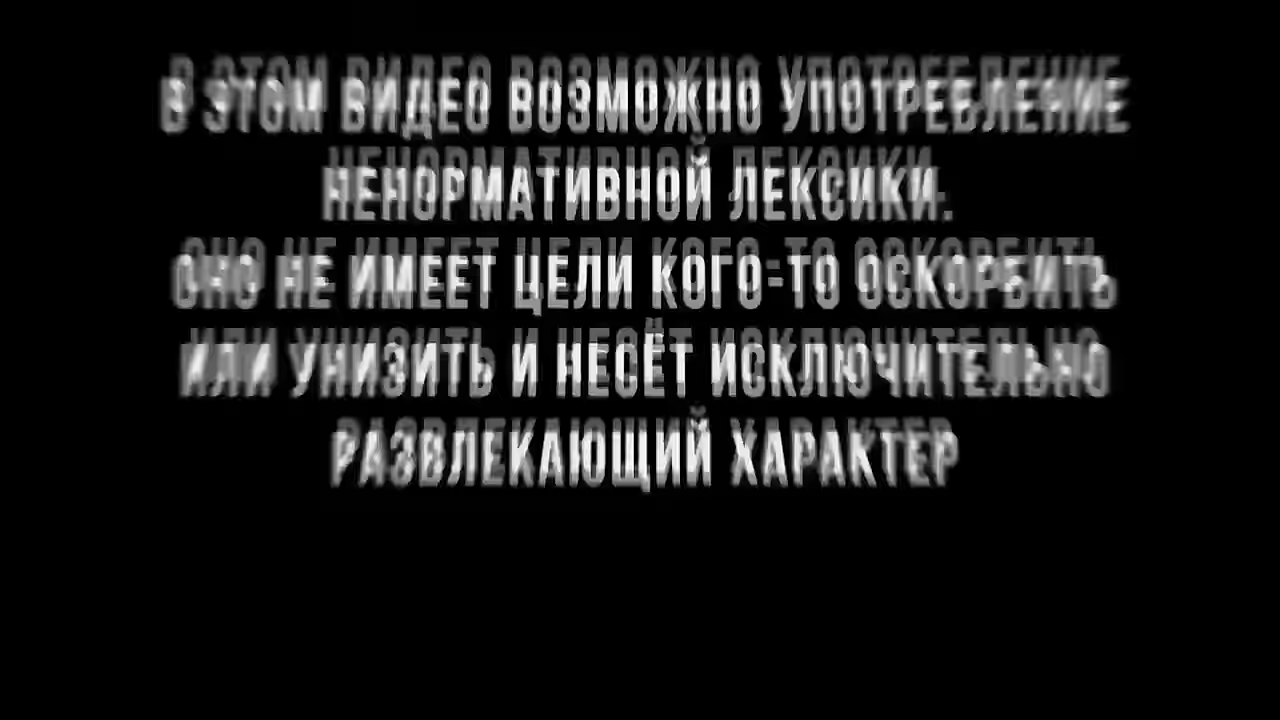 В ЭТОМ ВИДЕО ВОЗМОЖНО УПОТРЕБЛЕНИЕ
НЕНОРМАТИВНОЙ ЛЕКСИКИ.
ОНО НЕ ИМЕЕТ ЦЕЛИ КОГО-ТО ОСКОРБИТЬ
ИЛИ УНИЗИТЬ И НЕСЁТ ИСКЛЮЧИТЕЛЬНО
РАЗВЛЕКАЮЩИЙ ХАРАКТЕР